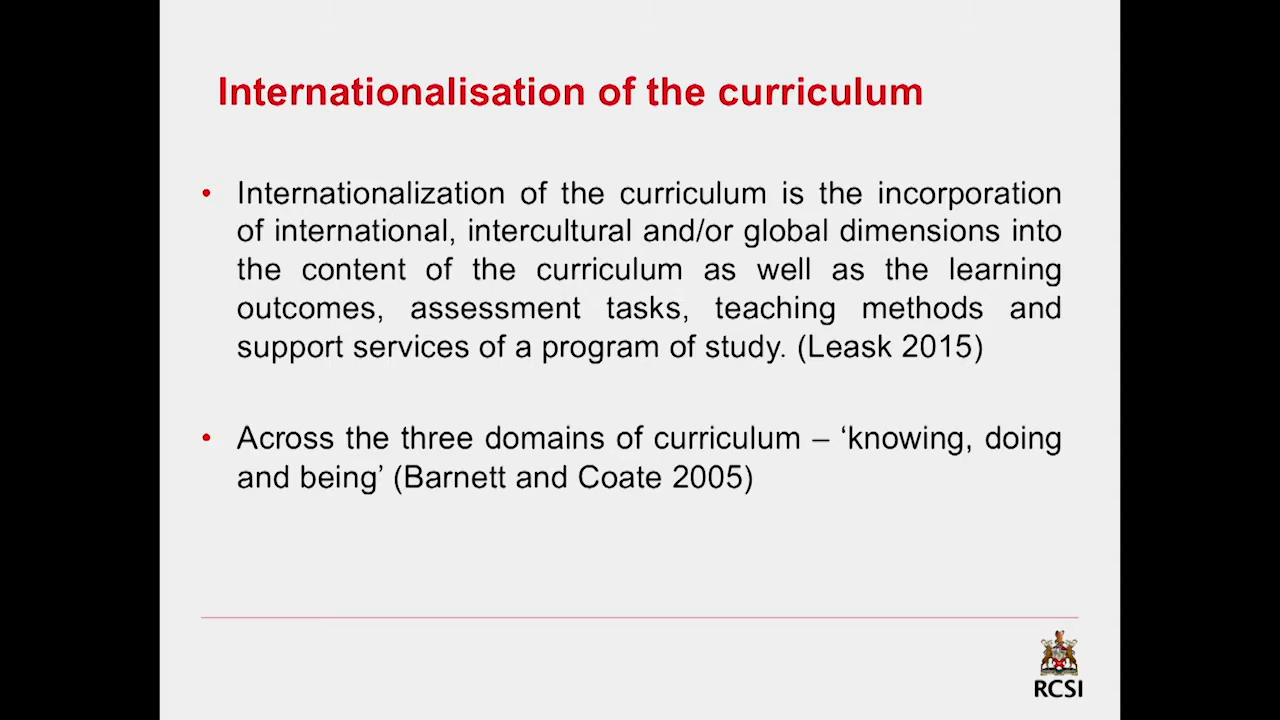 Internationalisation of the curriculum
• Internationalization of the curriculum is the incorporation
of international, intercultural and/or global dimensions into
the content of the curriculum as well as the learning
outcomes, assessment tasks, teaching methods and
support services of a program of study. (Leask 2015)
• Across the three domains of curriculum – ‘knowing, doing
and being’ (Barnett and Coate 2005)
RCSI